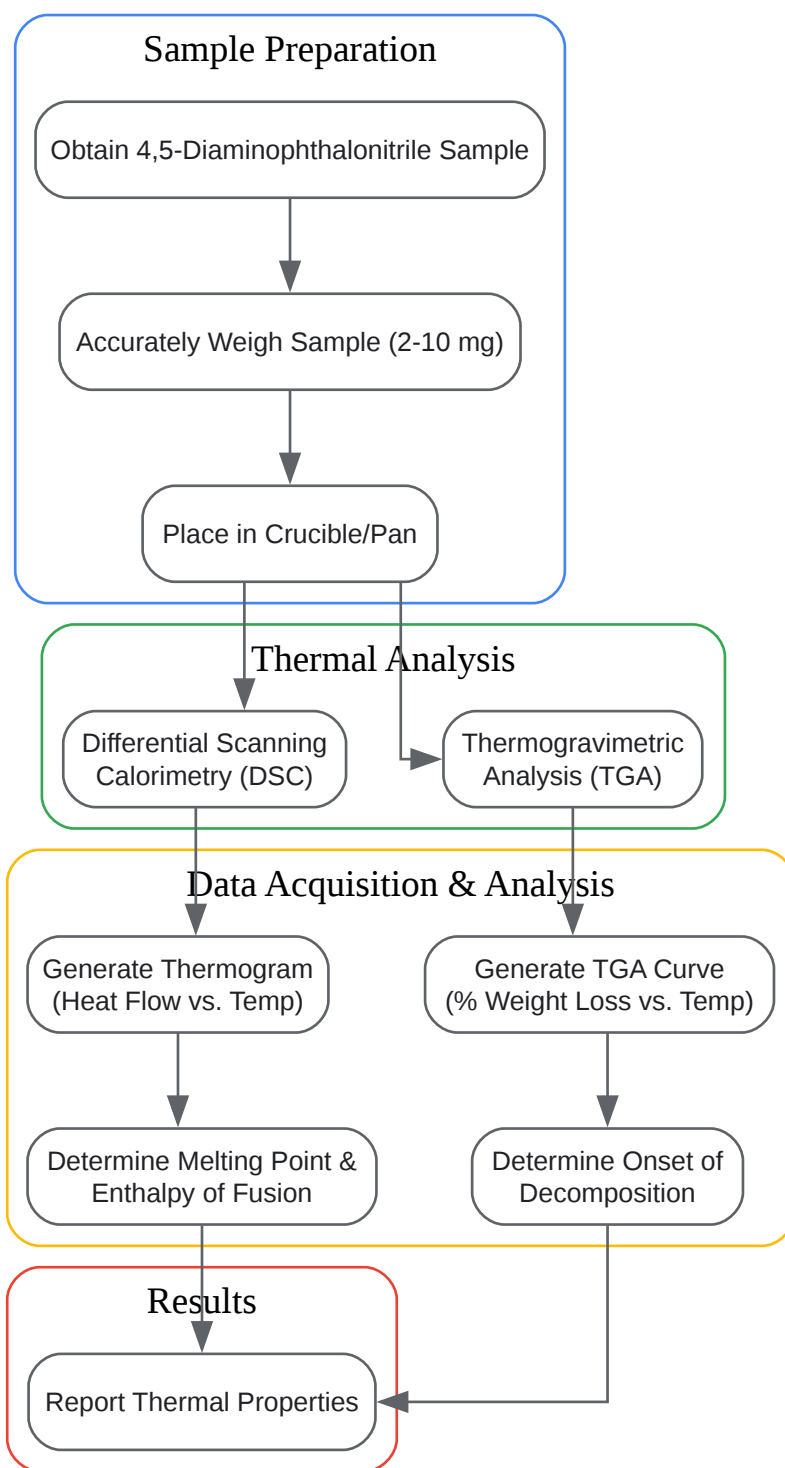 Sample Preparation
Obtain 4,5-Diaminophthalonitrile Sample
Accurately Weigh Sample (2-10 mg)
Place in Crucible/Pan
Thermal Analysis
Differential Scanning
Calorimetry (DSC)
Thermogravimetric
Analysis (TGA)
Data Acquisition & Analysis
Generate Thermogram
(Heat Flow vs. Temp)
Generate TGA Curve
(% Weight Loss vs. Temp)
Determine Melting Point &
Enthalpy of Fusion
Determine Onset of
Decomposition
Results
Report Thermal Properties